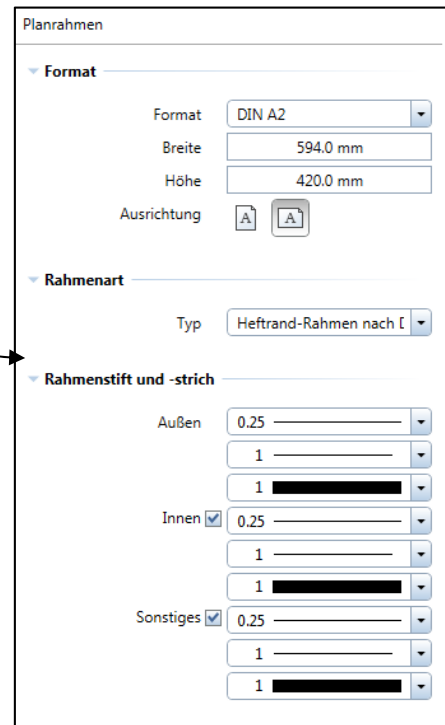 Planrahmen
Format
Format DIN A2
Breite 594.0 mm
Höhe 420.0 mm
Ausrichtung A A
Rahmenart
Typ Heftrand-Rahmen nach
Rahmenstift und -strich
Außen 0.25
1
1
Innen 0.25
1
1
Sonstiges 0.25
1
1